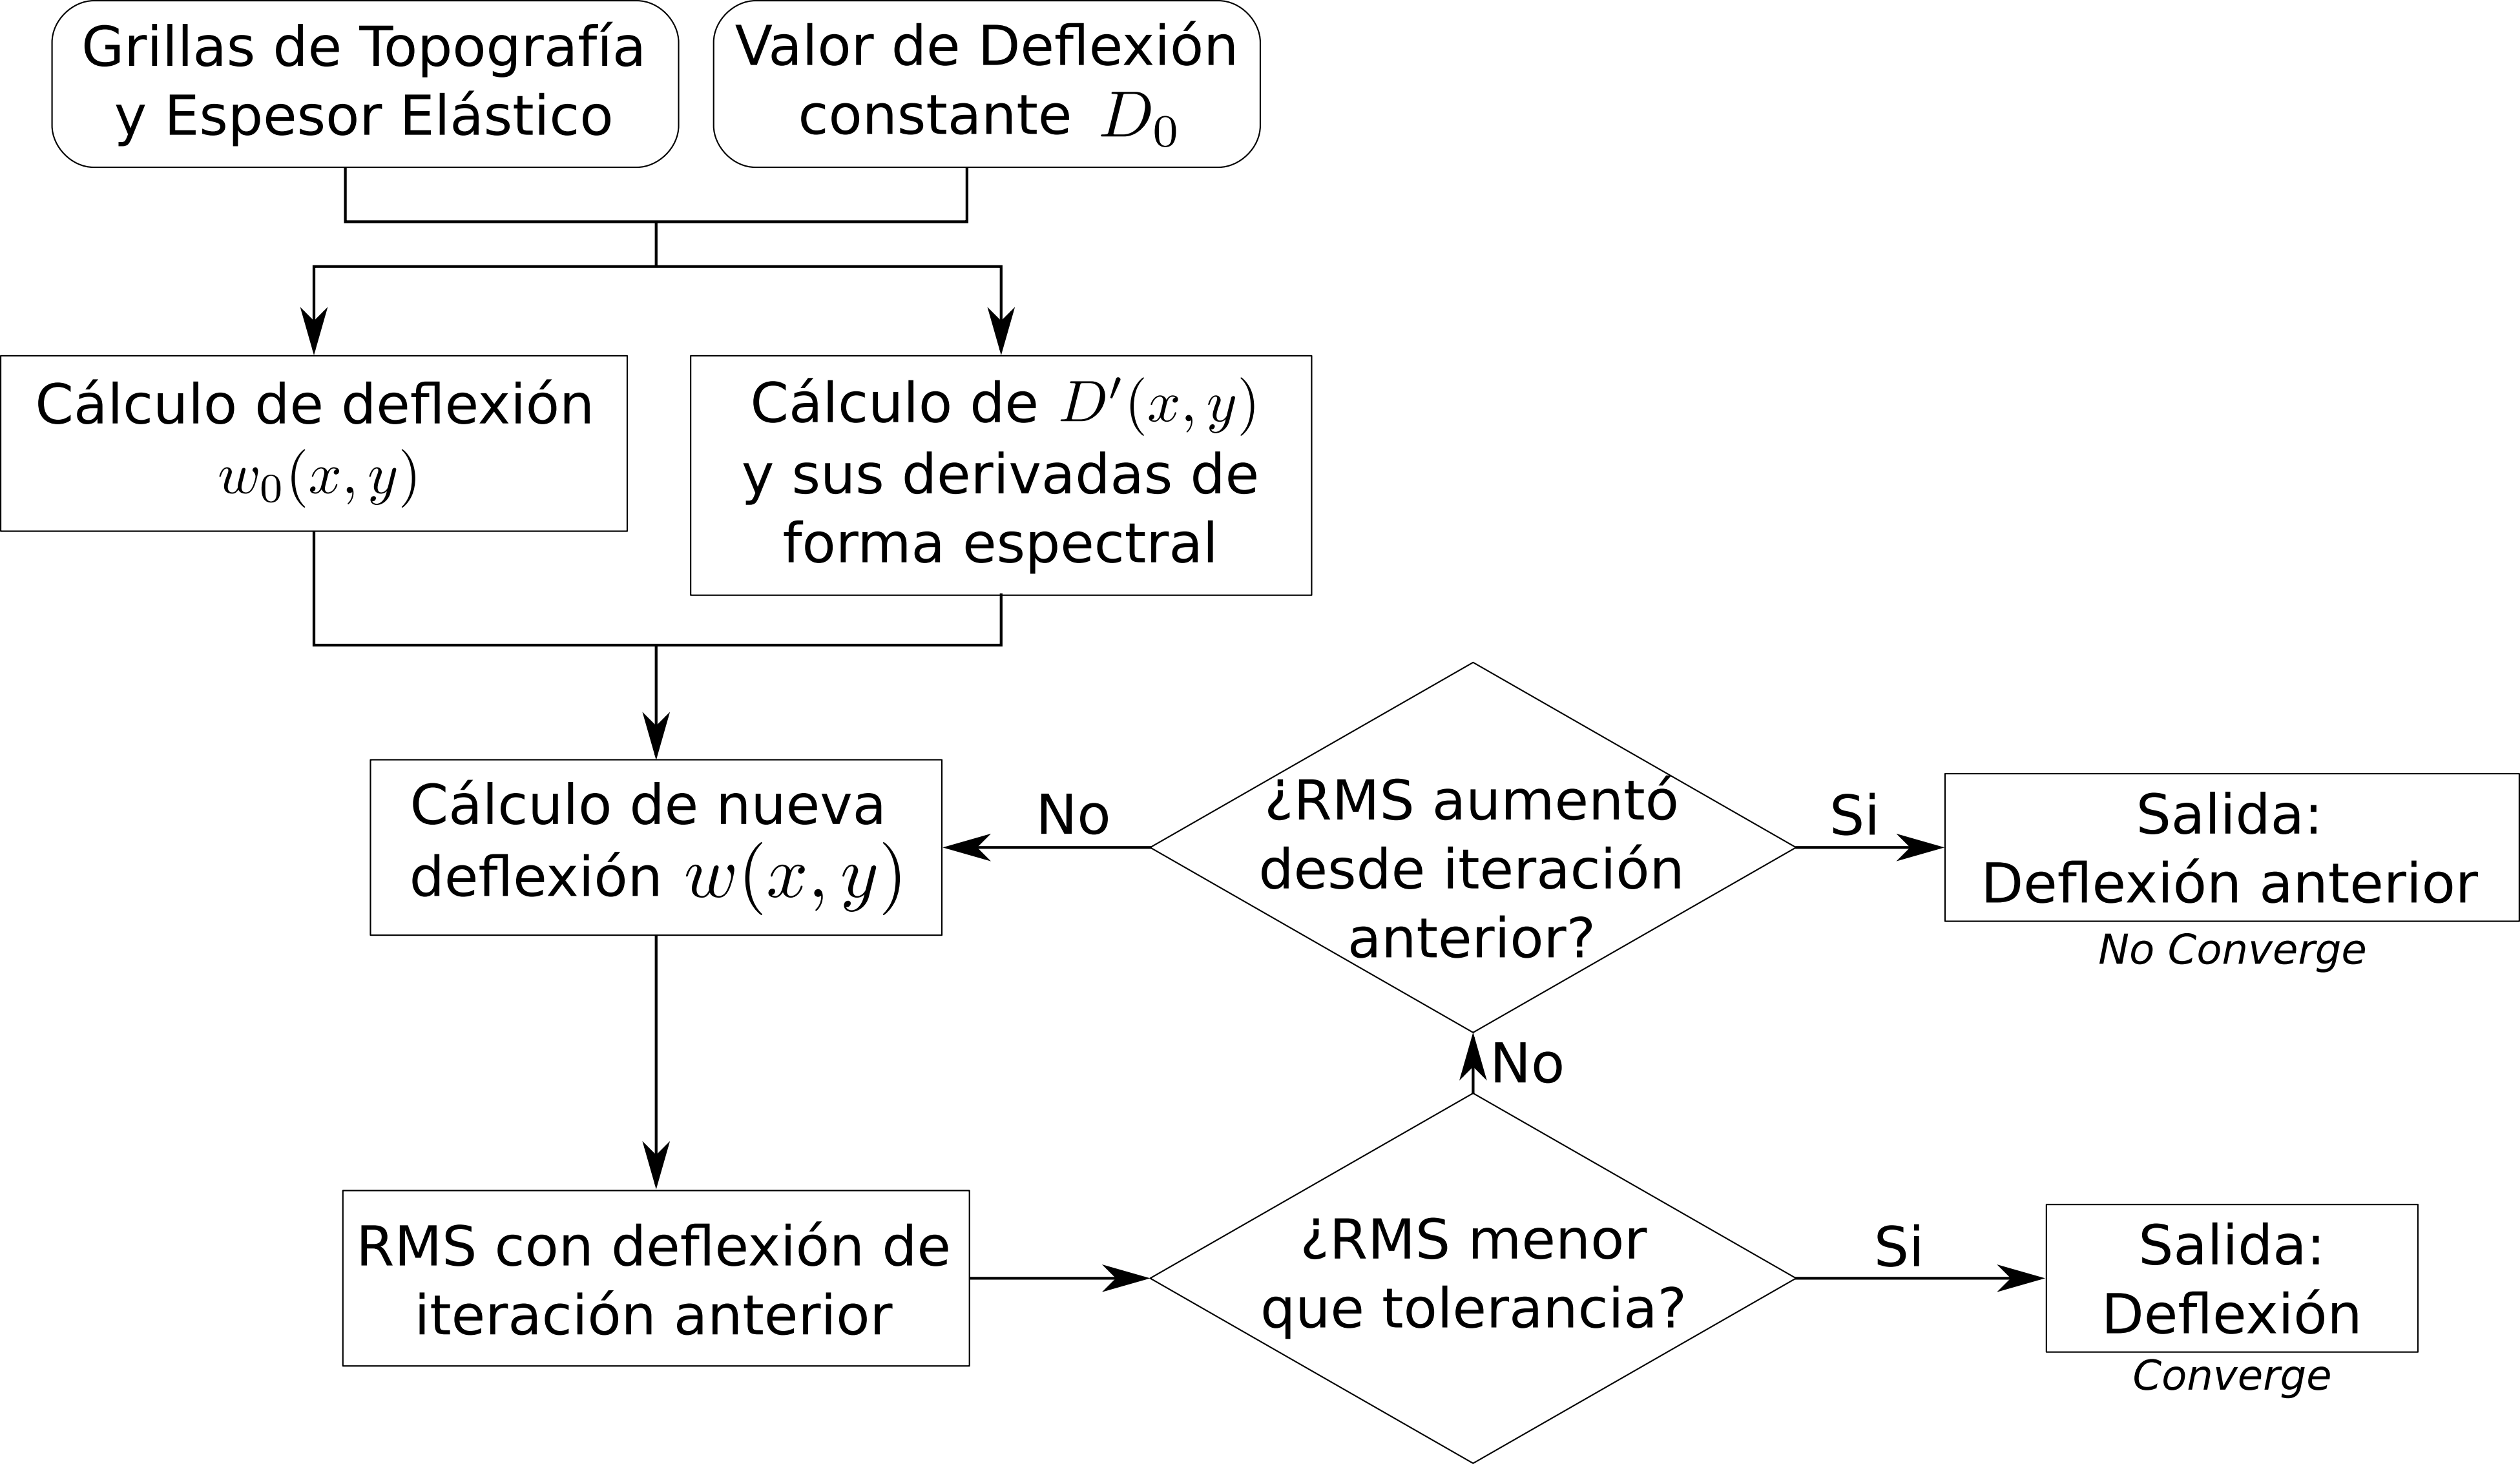 Grillas de Topografía
y Espesor Elástico
Valor de Deflexión
constante D₀
Cálculo de deflexión
w₀(x, y)
Cálculo de D′(x, y)
y sus derivadas de
forma espectral
Cálculo de nueva
deflexión w(x, y)
No
¿RMS aumentó
desde iteración
anterior?
Si
Salida:
Deflexión anterior
No Converge
No
RMS con deflexión de
iteración anterior
¿RMS menor
que tolerancia?
Si
Salida:
Deflexión
Converge